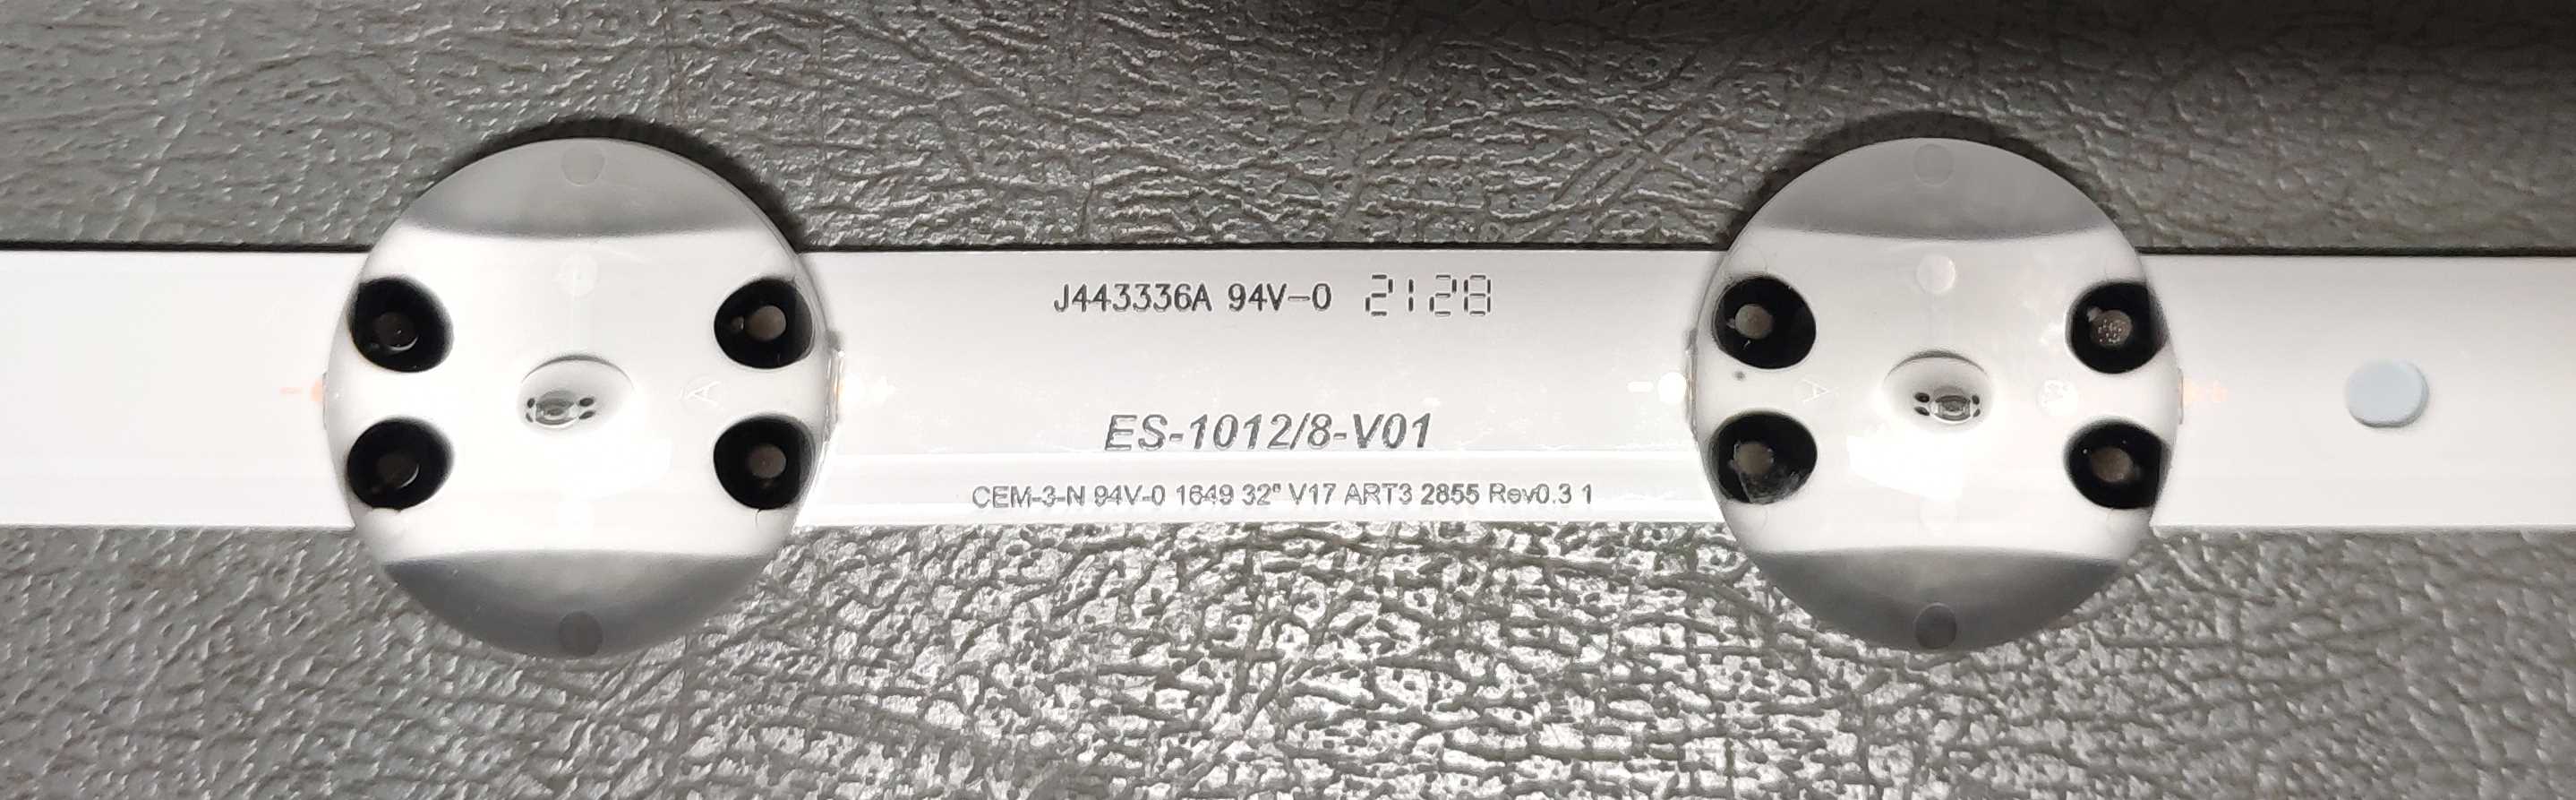 J443336A 94V-0 2128
ES-1012/8-V01
CEM-3-N 94V-0 1649 32" V17 ART3 2855 Rev0.3 1